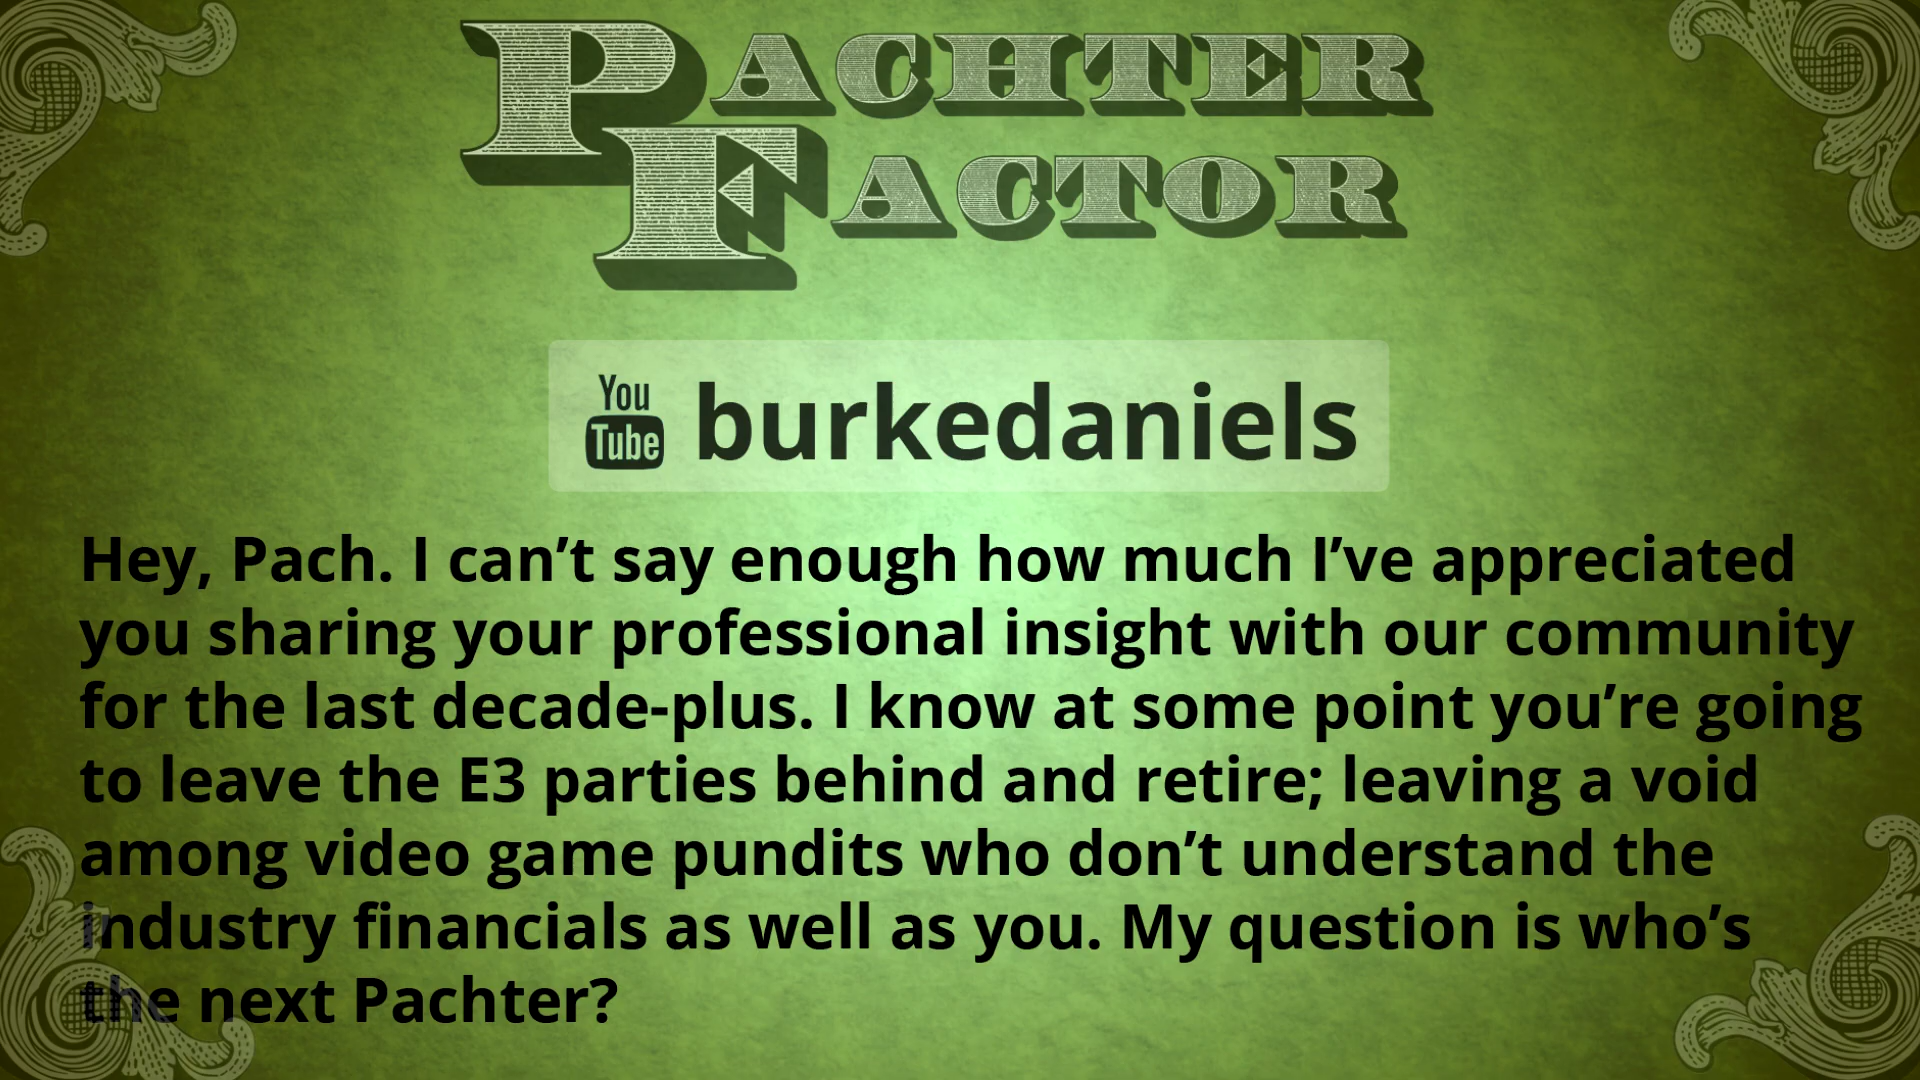 PACHTER
FACTOR
You
Tube burkedaniels
Hey, Pach. I can’t say enough how much I’ve appreciated
you sharing your professional insight with our community
for the last decade-plus. I know at some point you’re going
to leave the E3 parties behind and retire; leaving a void
among video game pundits who don’t understand the
industry financials as well as you. My question is who’s
the next Pachter?